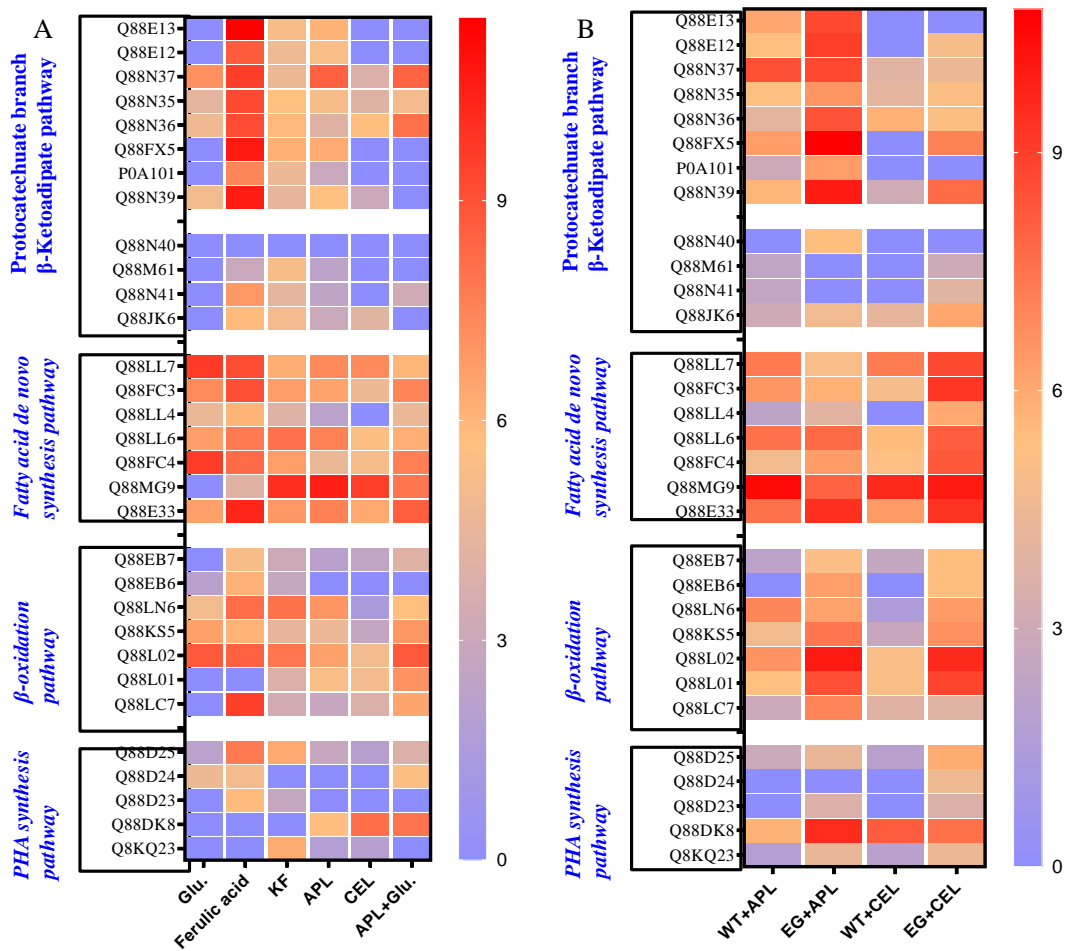 A
Protocatechuate branch
β-Ketoadipate pathway
Q88E13
Q88E12
Q88N37
Q88N35
Q88N36
Q88FX5
P0A101
Q88N39
Q88N40
Q88M61
Q88N41
Q88JK6
Fatty acid de novo
synthesis pathway
Q88LL7
Q88FC3
Q88LL4
Q88LL6
Q88FC4
Q88MG9
Q88E33
β-oxidation
pathway
Q88EB7
Q88EB6
Q88LN6
Q88KS5
Q88L02
Q88L01
Q88LC7
PHA synthesis
pathway
Q88D25
Q88D24
Q88D23
Q88DK8
Q8KQ23
Glu.
Ferulic acid
KF
APL
CEL
APL+Glu.
9
6
3
0
B
Protocatechuate branch
β-Ketoadipate pathway
Q88E13
Q88E12
Q88N37
Q88N35
Q88N36
Q88FX5
P0A101
Q88N39
Q88N40
Q88M61
Q88N41
Q88JK6
Fatty acid de novo
synthesis pathway
Q88LL7
Q88FC3
Q88LL4
Q88LL6
Q88FC4
Q88MG9
Q88E33
β-oxidation
pathway
Q88EB7
Q88EB6
Q88LN6
Q88KS5
Q88L02
Q88L01
Q88LC7
PHA synthesis
pathway
Q88D25
Q88D24
Q88D23
Q88DK8
Q8KQ23
WT+APL
EG+APL
WT+CEL
EG+CEL
9
6
3
0